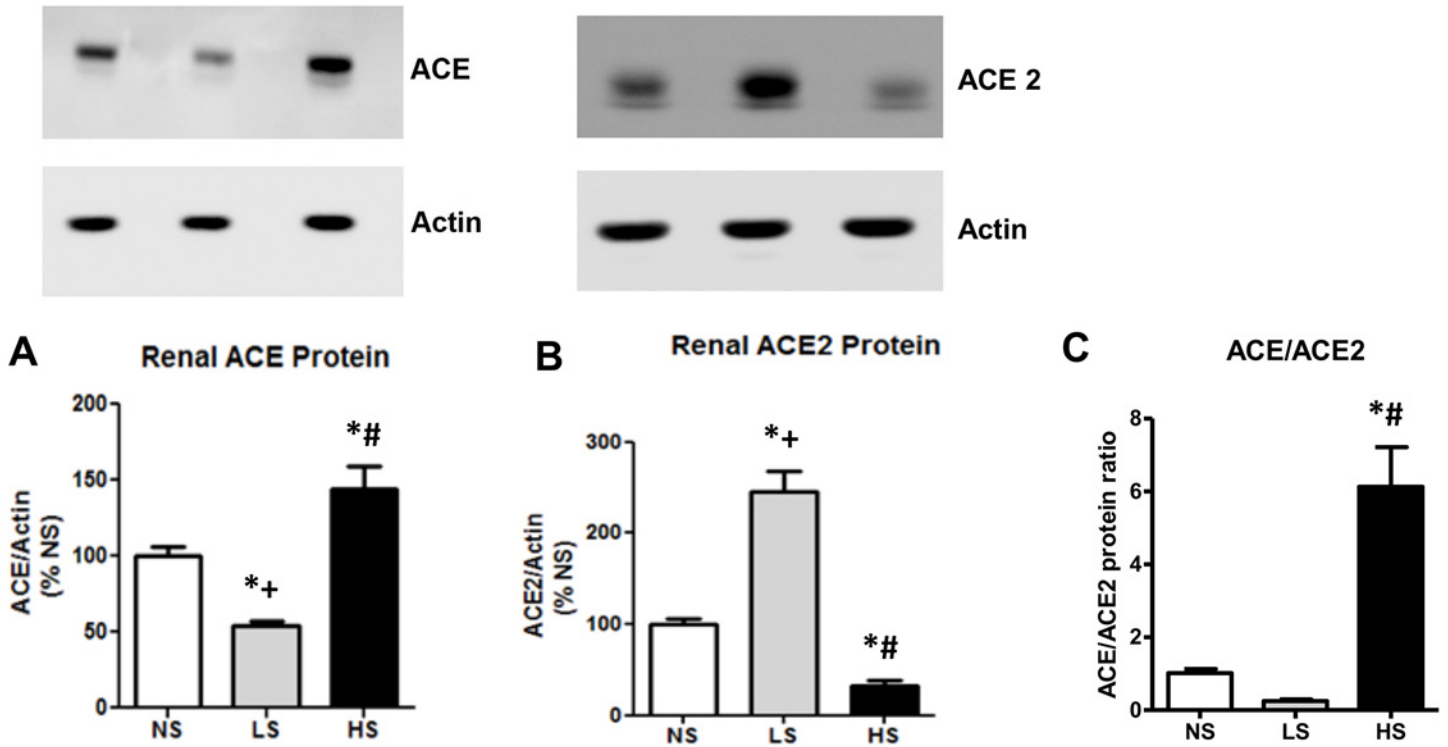 ACE
Actin
ACE 2
Actin
A
Renal ACE Protein
ACE/Actin
(% NS)
200
150
100
50
0
*+
*#
NS LS HS
B
Renal ACE2 Protein
ACE2/Actin
(% NS)
300
200
100
0
*+
*#
NS LS HS
C
ACE/ACE2
ACE/ACE2 protein ratio
8
6
4
2
0
*#
NS LS HS